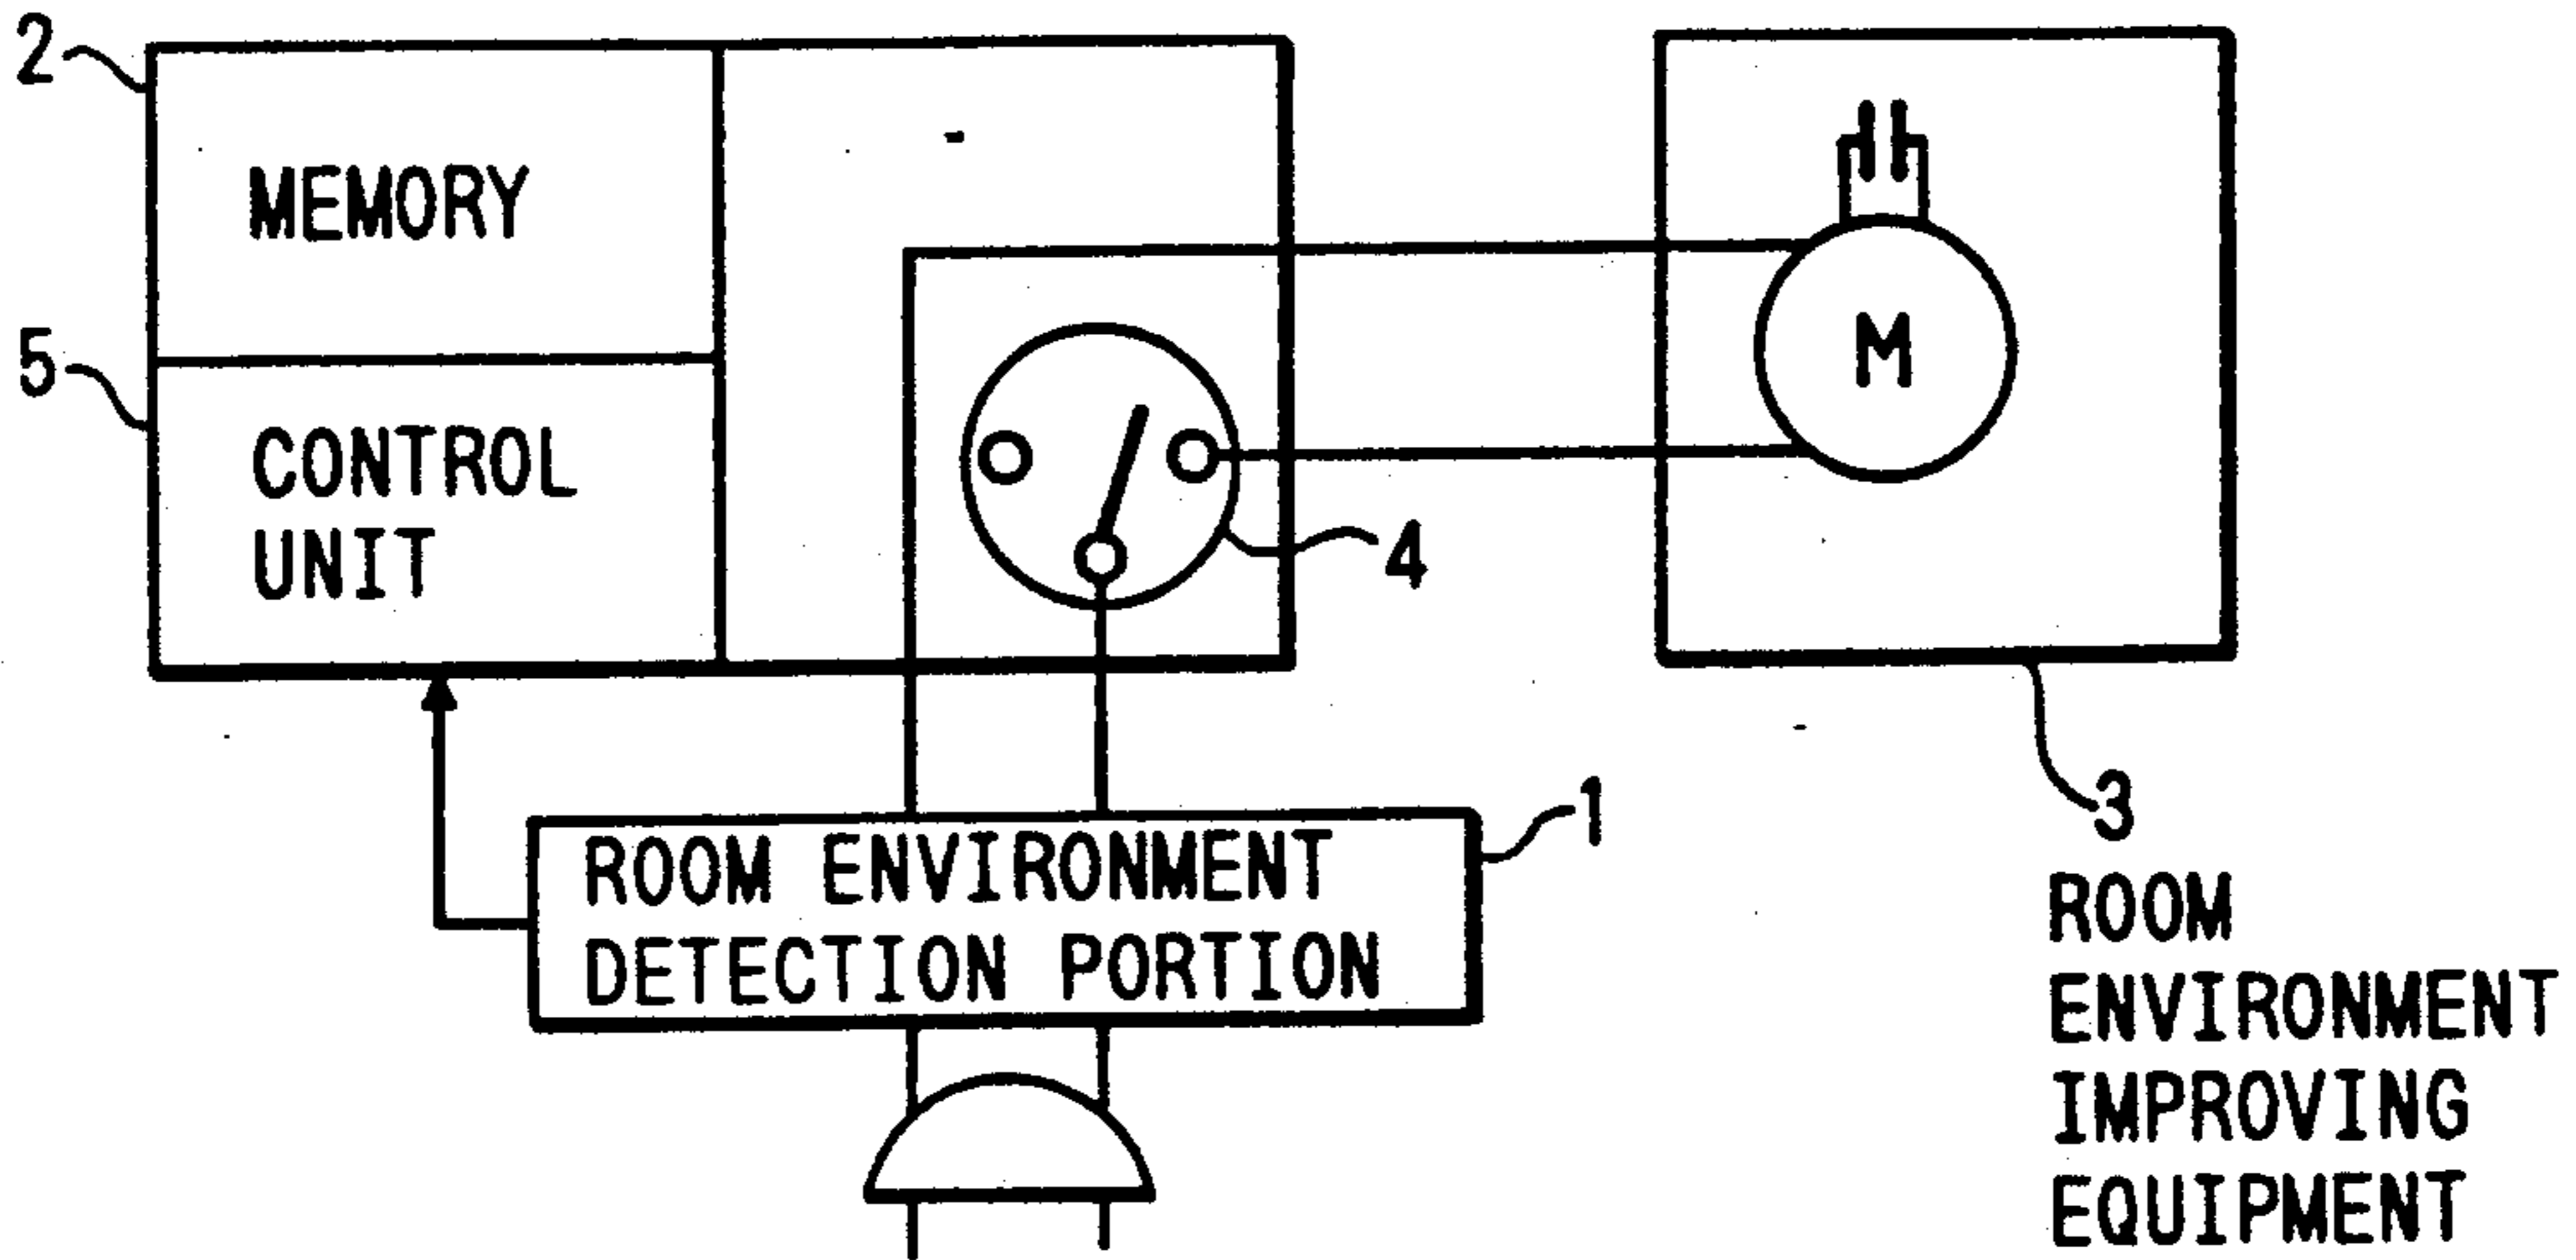 2
MEMORY
5
CONTROL
UNIT
M
4
1
ROOM ENVIRONMENT
DETECTION PORTION
3
ROOM
ENVIRONMENT
IMPROVING
EQUIPMENT